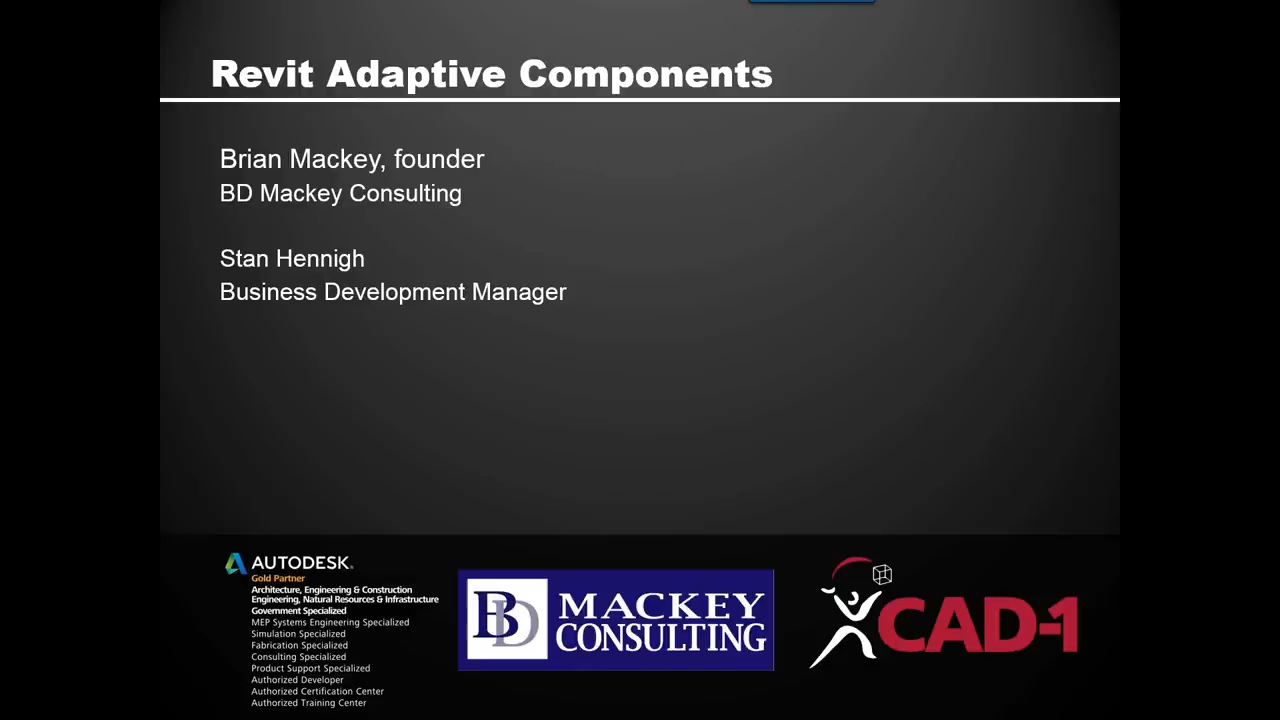 Revit Adaptive Components
Brian Mackey, founder
BD Mackey Consulting
Stan Hennigh
Business Development Manager
AUTODESK®
Gold Partner
Architecture, Engineering & Construction
Engineering, Natural Resources & Infrastructure
Government Specialized
MEP Systems Engineering Specialized
Simulation Specialized
Fabrication Specialized
Consulting Specialized
Product Support Specialized
Authorized Developer
Authorized Certification Center
Authorized Training Center
BD
MACKEY
CONSULTING
CAD-1